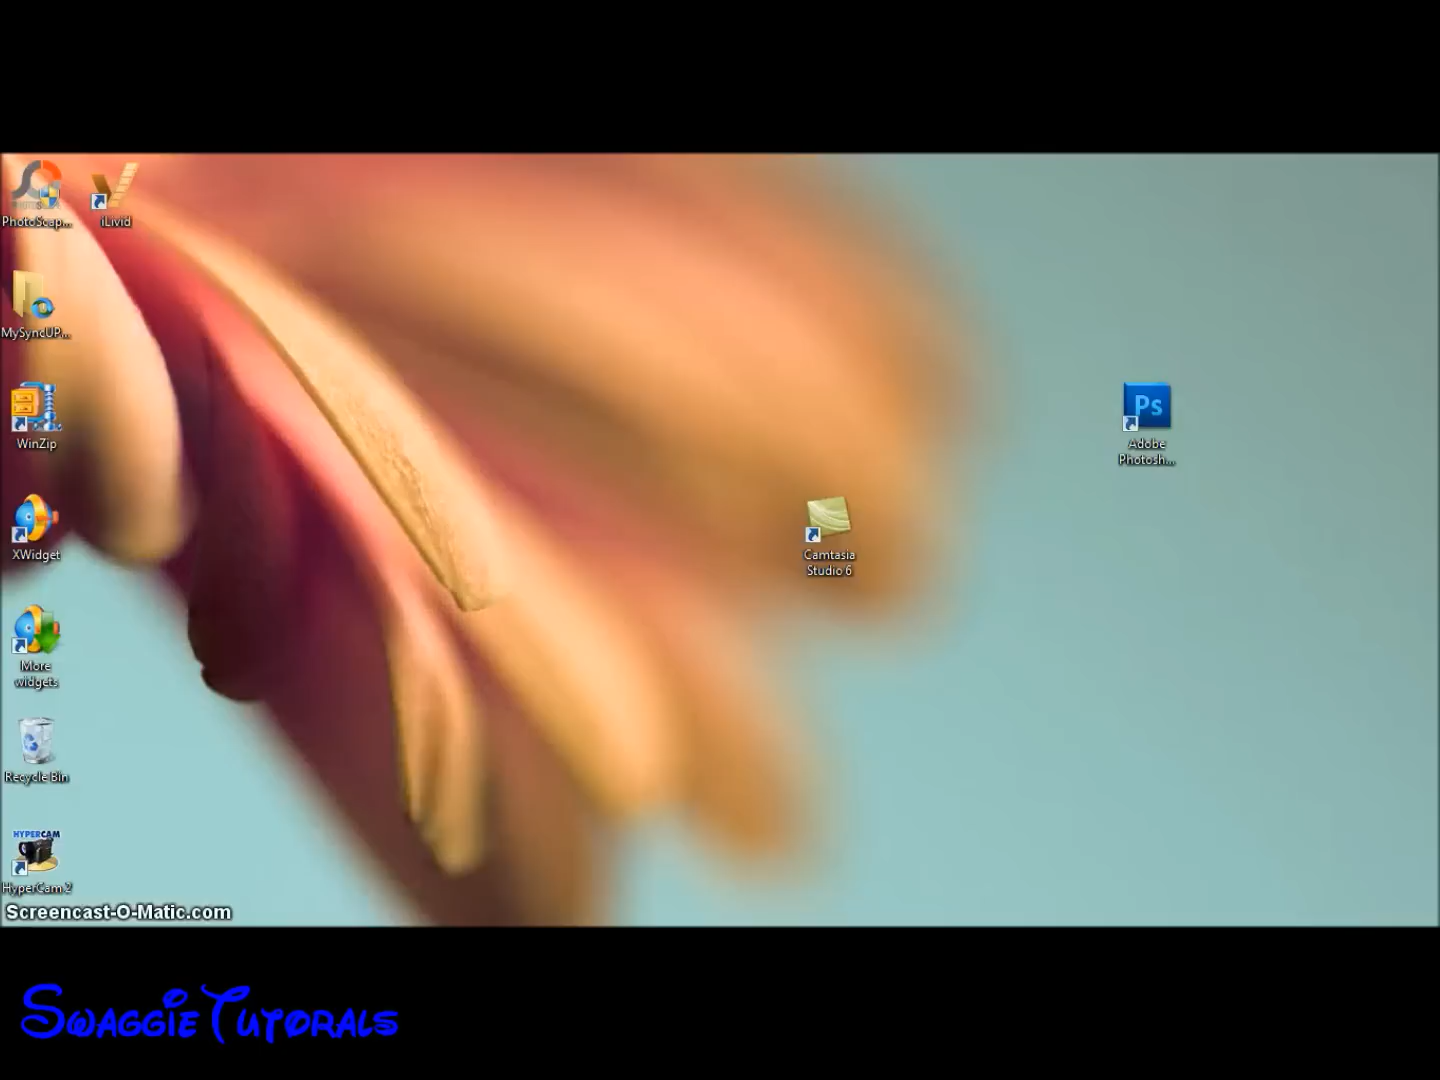 PhotoScap...
iLivid
MySyncUP...
WinZip
XWidget
More
widgets
Recycle Bin
HYPERCAM
HyperCam 2
Ps
Adobe
Photosh...
Camtasia
Studio 6
Screencast-O-Matic.com
Swaggie Tutorals